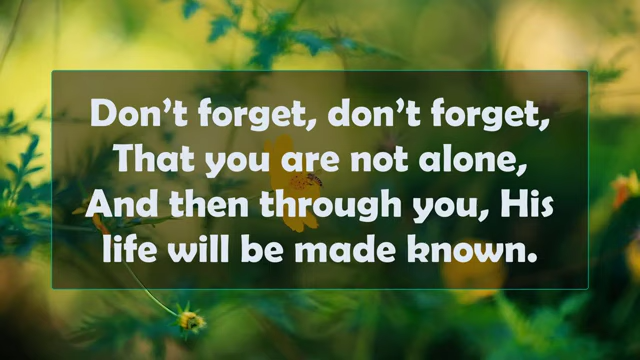 Don’t forget, don’t forget,
That you are not alone,
And then through you, His
life will be made known.